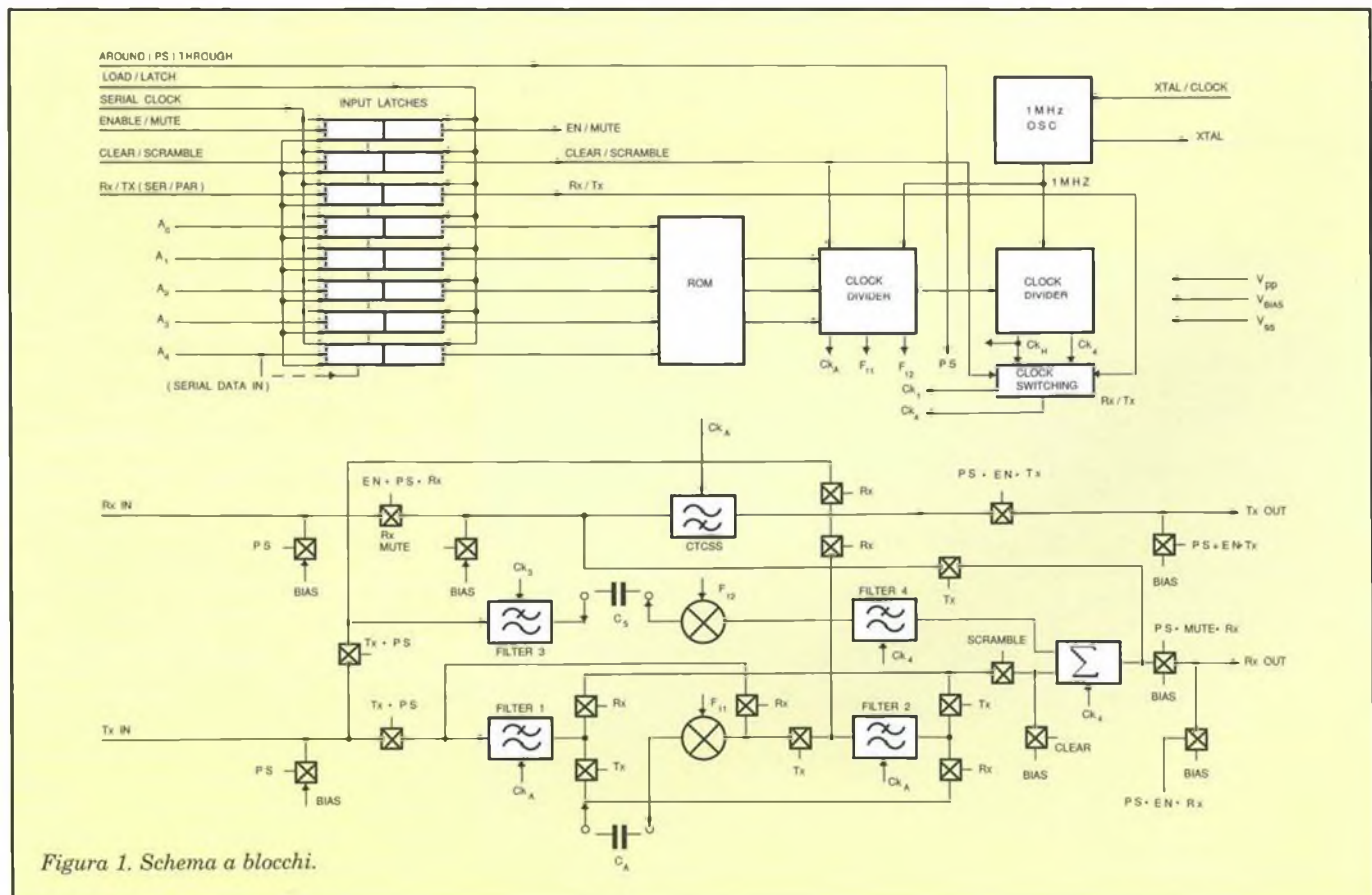 AROUND ( PS ) THROUGH
LOAD / LATCH
SERIAL CLOCK
ENABLE / MUTE
CLEAR / SCRAMBLE
Rx / TX ( SER / PAR )
A0
A1
A2
A3
A4
( SERIAL DATA IN )
INPUT LATCHES
EN / MUTE
CLEAR / SCRAMBLE
Rx / Tx
ROM
1 MHz
OSC
XTAL / CLOCK
XTAL
1 MHZ
CLOCK
DIVIDER
CLOCK
DIVIDER
VDD
VBIAS
VSS
CkA
F11
F12
PS
CkH
Ck4
CLOCK
SWITCHING
Ck1
Rx / Tx
CkA
EN • PS • Rx
PS • EN • Tx
Rx IN
Rx
MUTE
CTCSS
Rx
Rx
Tx OUT
PS
BIAS
BIAS
PS + EN • Tx
BIAS
Ck3
C5
F12
FILTER 4
Tx
FILTER 3
Ck4
SCRAMBLE
PS • MUTE • Rx
Σ
Rx OUT
BIAS
Ck4
Tx • PS
Tx • PS
FILTER 1
Rx
F11
Rx
FILTER 2
Tx
Tx IN
Tx
Tx
Rx
CLEAR
BIAS
BIAS
PS
BIAS
CkA
CkA
PS • EN • Rx
CA
Figura 1. Schema a blocchi.